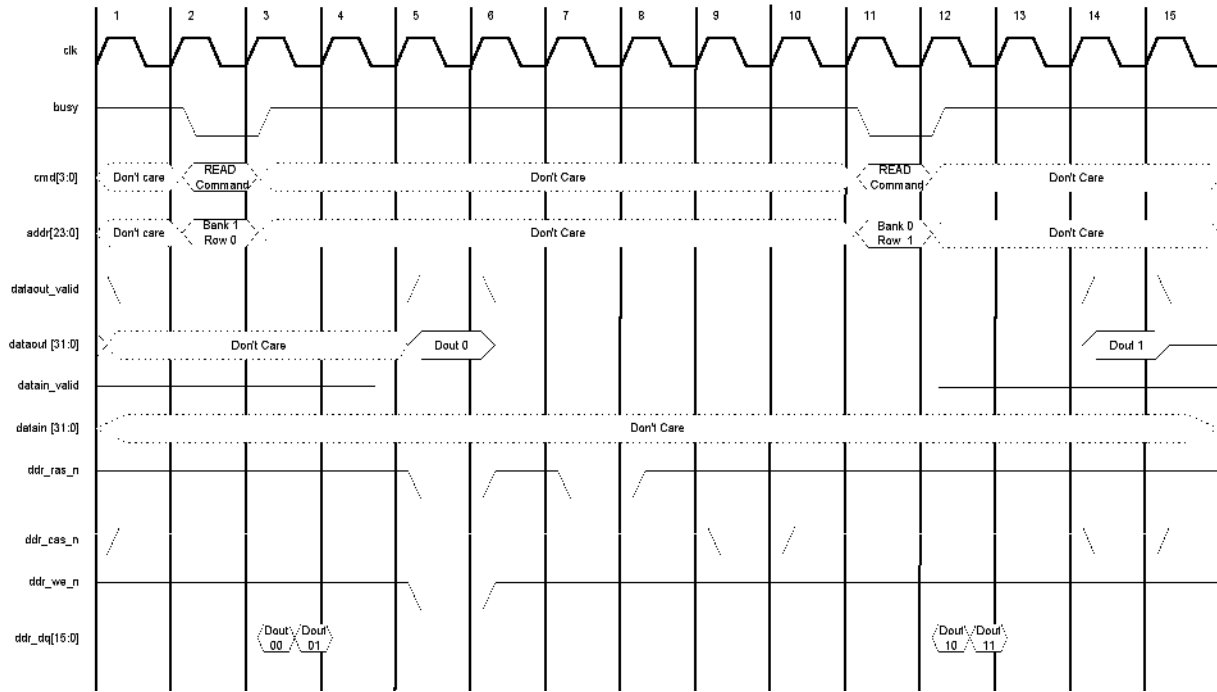 1 2 3 4 5 6 7 8 9 10 11 12 13 14 15
clk
busy
cmd[3:0] Don't care READ Command Don't Care READ Command Don't Care
addr[23:0] Don't care Bank 1 Row 0 Don't Care Bank 0 Row 1 Don't Care
dataout_valid
dataout [31:0] Don't Care Dout 0 Dout 1
datain_valid
datain [31:0] Don't Care
ddr_ras_n
ddr_cas_n
ddr_we_n
ddr_dq[15:0] Dout 00 Dout 01 Dout 10 Dout 11